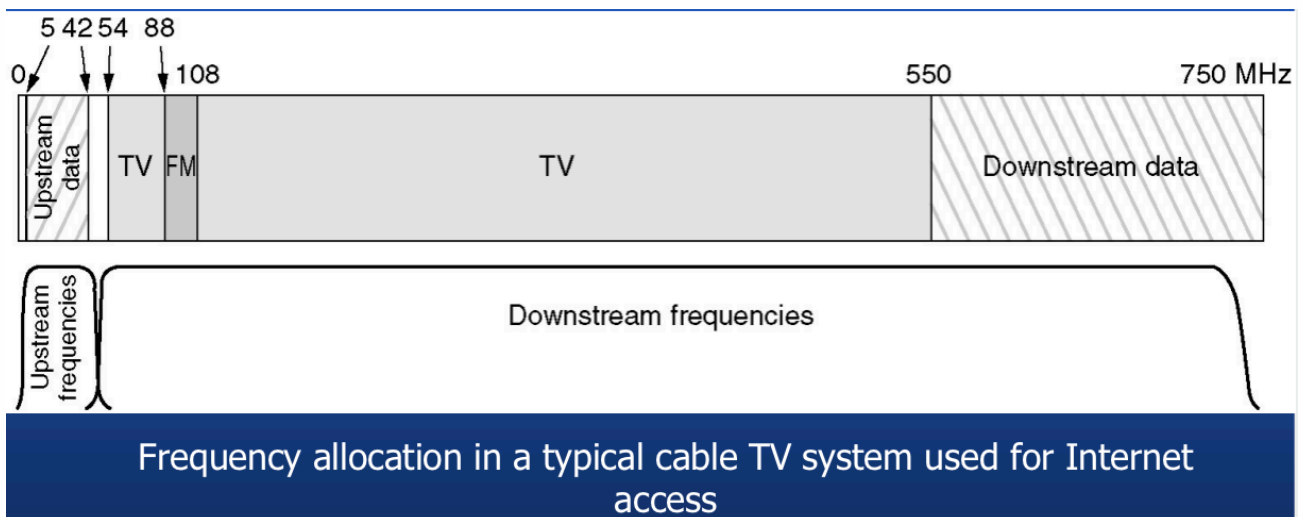 5 42 54 88
0 108 550 750 MHz
Upstream
data
TV FM TV Downstream data
Upstream
frequencies
Downstream frequencies
Frequency allocation in a typical cable TV system used for Internet
access